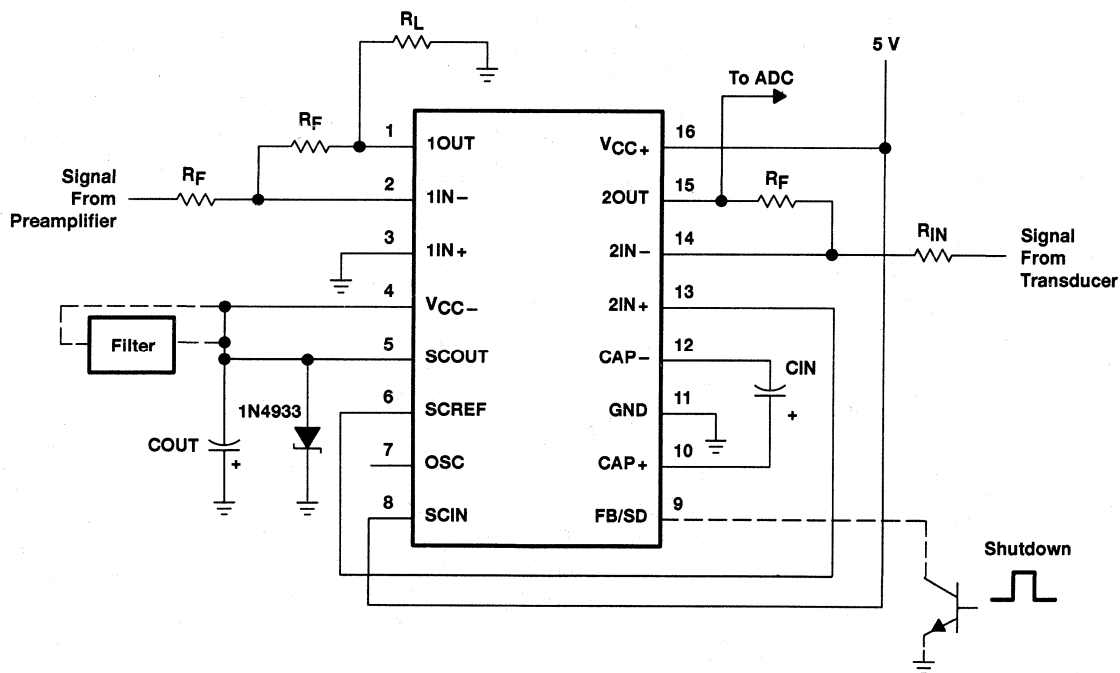 RL
5 V
To ADC
RF
1
1OUT
VCC+
16
Signal
From
Preamplifier
RF
2
1IN−
2OUT
15
RF
3
1IN+
2IN−
14
RIN
Signal
From
Transducer
4
VCC−
2IN+
13
Filter
5
SCOUT
CAP−
12
CIN
1N4933
6
SCREF
GND
11
+
COUT
+
7
OSC
CAP+
10
8
SCIN
FB/SD
9
Shutdown